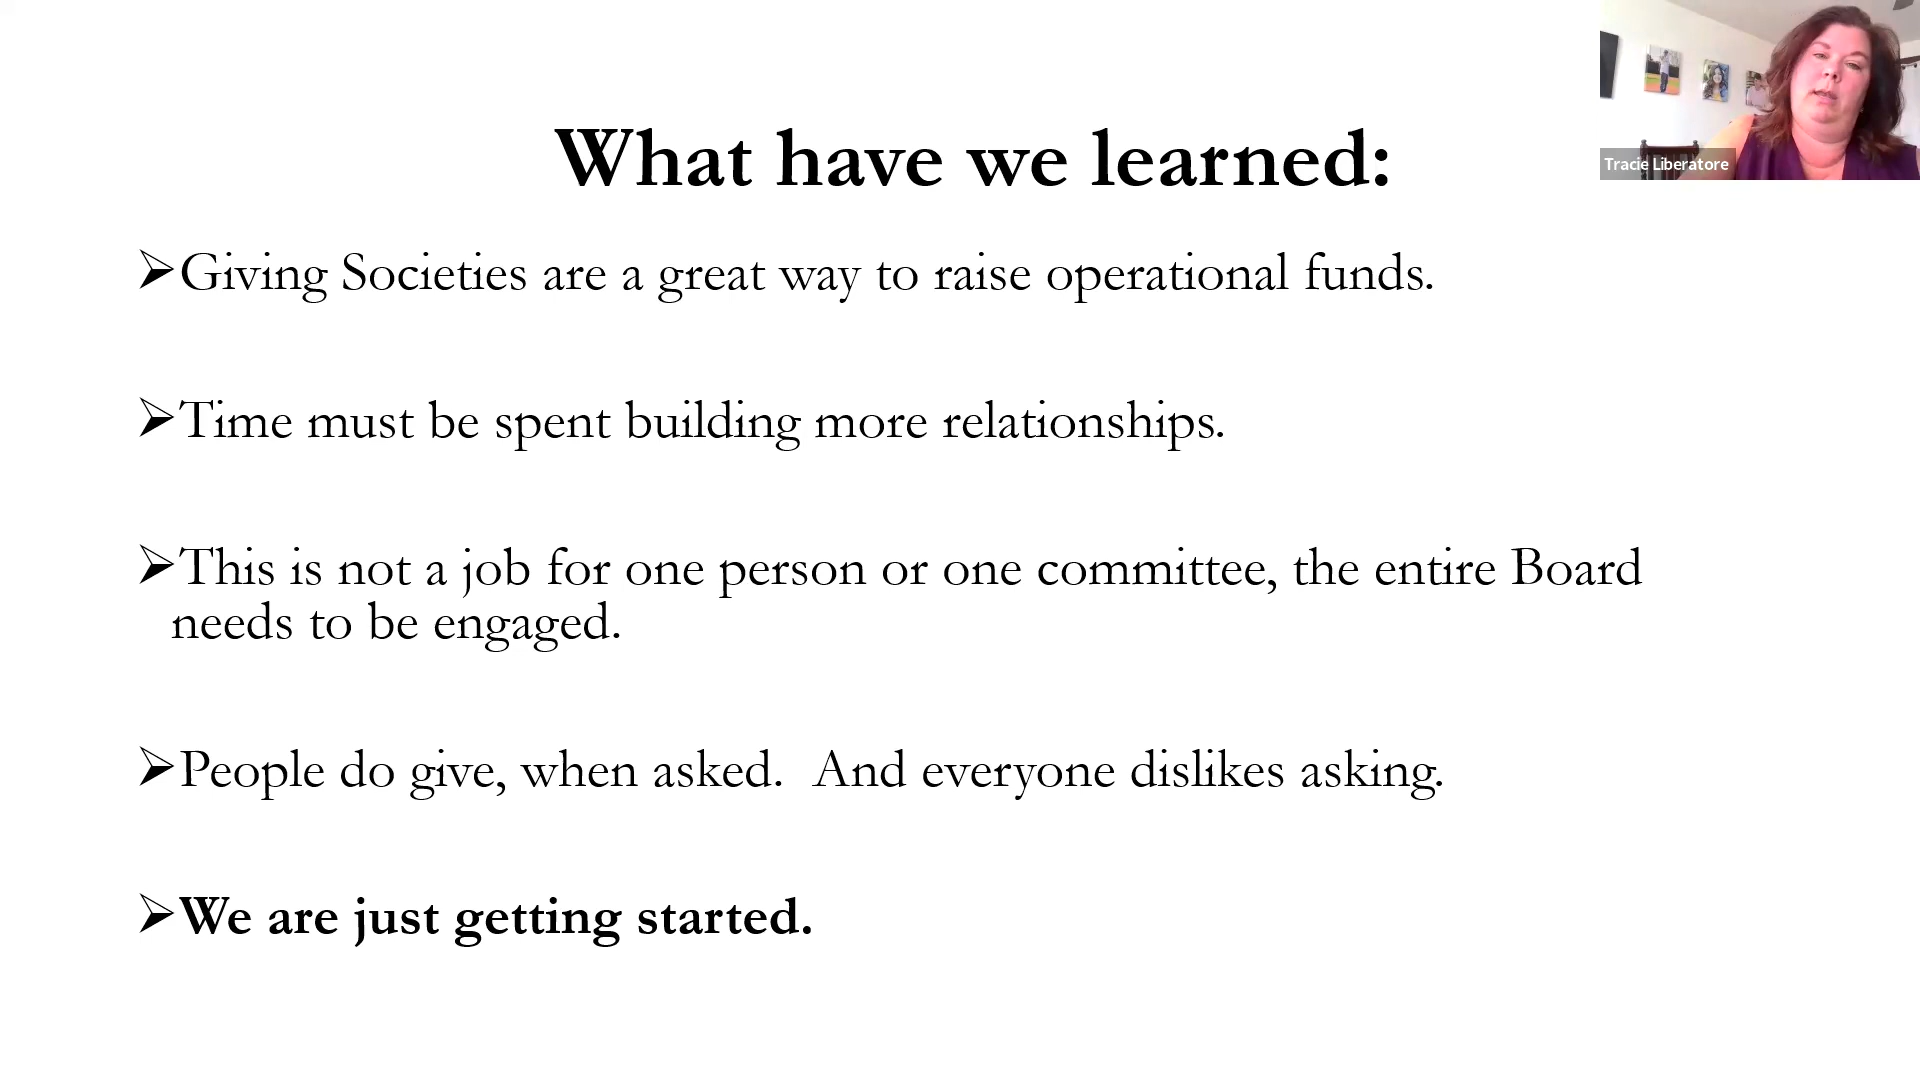 What have we learned:
Tracie Liberatore
➢Giving Societies are a great way to raise operational funds.
➢Time must be spent building more relationships.
➢This is not a job for one person or one committee, the entire Board
needs to be engaged.
➢People do give, when asked.  And everyone dislikes asking.
➢We are just getting started.